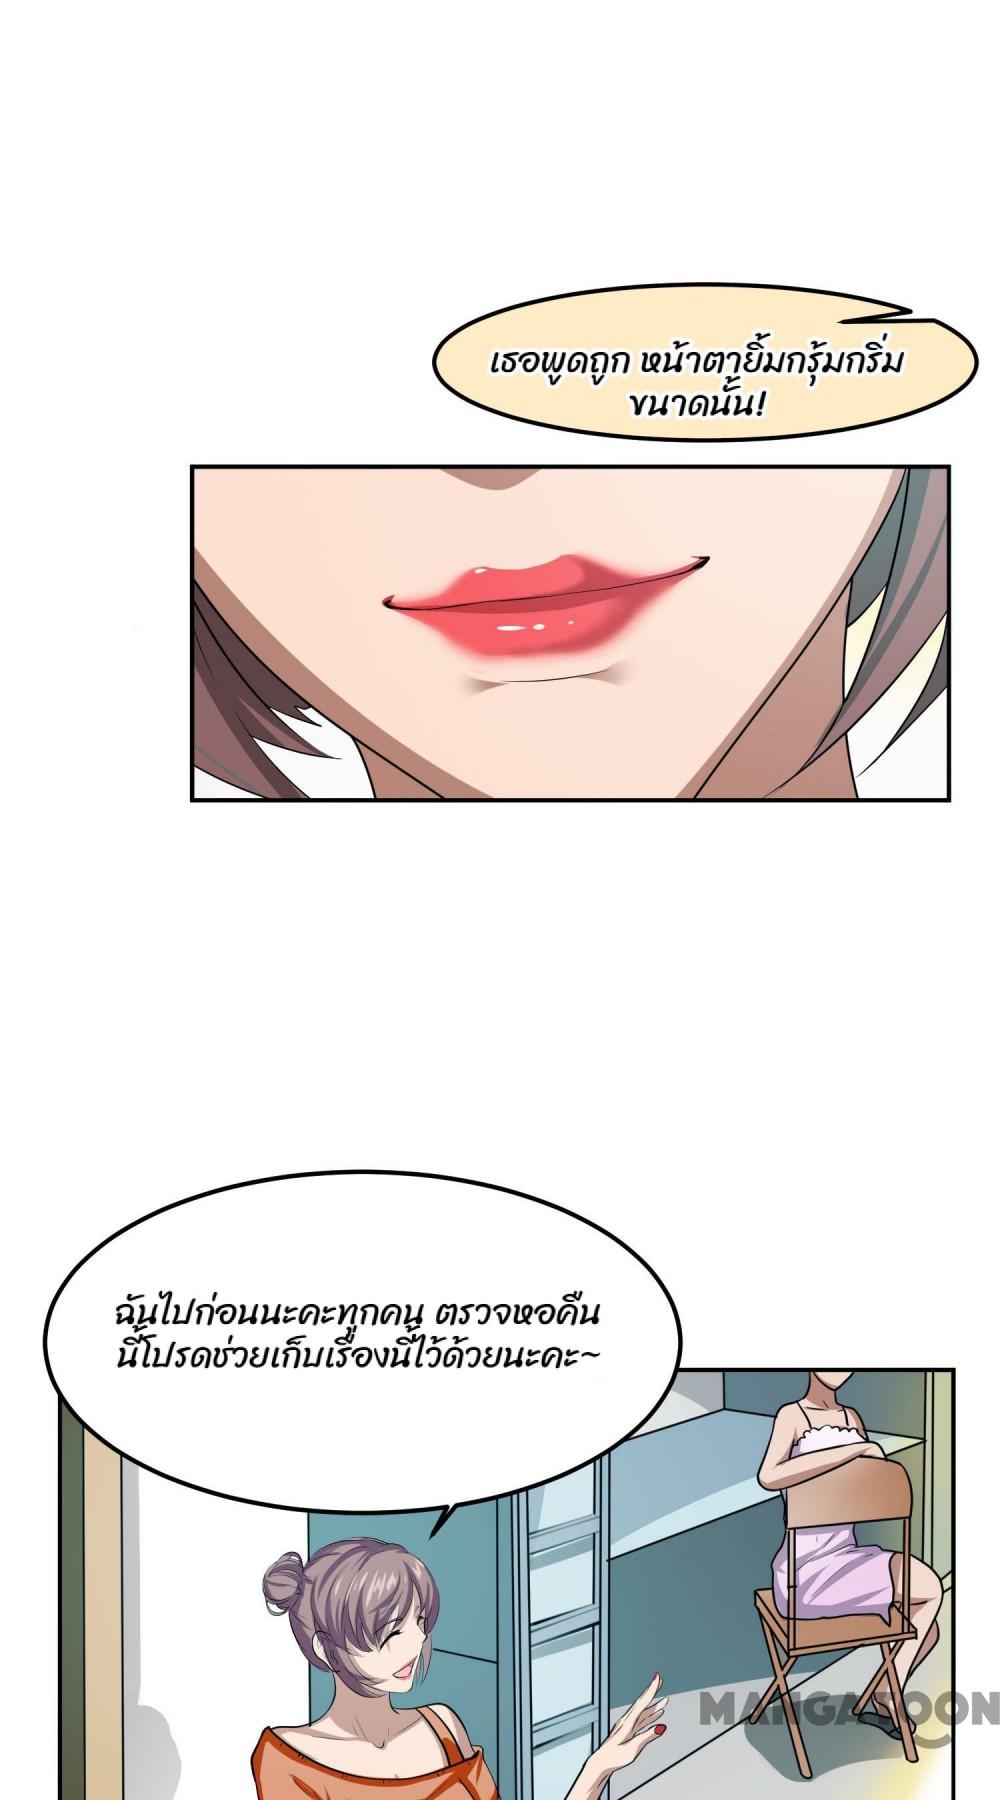 เธอพูดถูก หน้าตายิ้มกรุ้มกริ่ม
ขนาดนั้น!
ฉันไปก่อนนะคะทุกคน ตรวจหอคืน
นี้โปรดช่วยเก็บเรื่องนี้ไว้ด้วยนะคะ~
MANGATOON